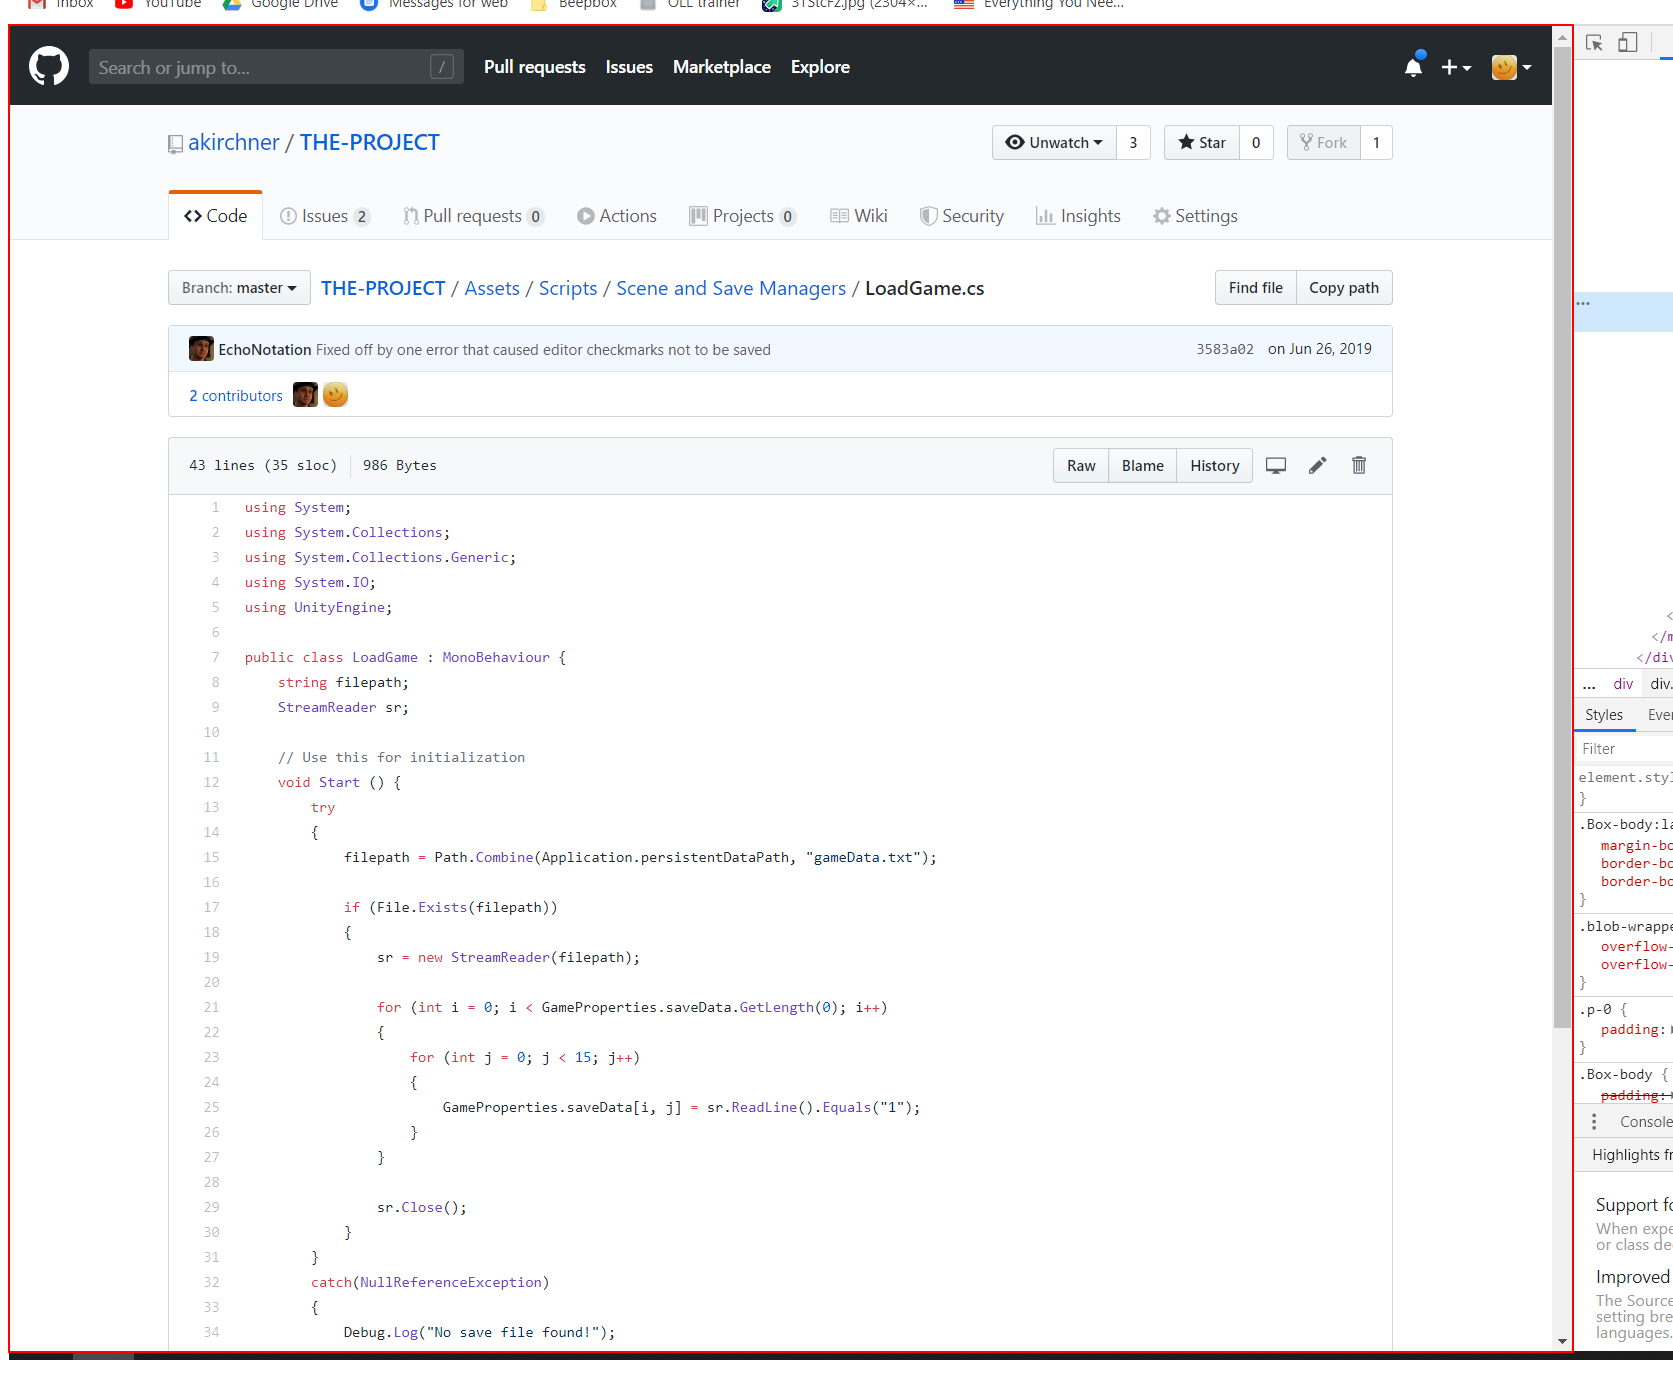 Inbox YouTube Google Drive Messages for web Beepbox OLL trainer 3TStcFZ.jpg (2304×... Everything You Nee...
Search or jump to... / Pull requests Issues Marketplace Explore
akirchner / THE-PROJECT Unwatch 3 Star 0 Fork 1
Code Issues 2 Pull requests 0 Actions Projects 0 Wiki Security Insights Settings
Branch: master THE-PROJECT / Assets / Scripts / Scene and Save Managers / LoadGame.cs Find file Copy path
EchoNotation Fixed off by one error that caused editor checkmarks not to be saved 3583a02 on Jun 26, 2019
2 contributors
43 lines (35 sloc) 986 Bytes Raw Blame History
1 using System;
2 using System.Collections;
3 using System.Collections.Generic;
4 using System.IO;
5 using UnityEngine;
6
7 public class LoadGame : MonoBehaviour {
8 string filepath;
9 StreamReader sr;
10
11 // Use this for initialization
12 void Start () {
13 try
14 {
15 filepath = Path.Combine(Application.persistentDataPath, "gameData.txt");
16
17 if (File.Exists(filepath))
18 {
19 sr = new StreamReader(filepath);
20
21 for (int i = 0; i < GameProperties.saveData.GetLength(0); i++)
22 {
23 for (int j = 0; j < 15; j++)
24 {
25 GameProperties.saveData[i, j] = sr.ReadLine().Equals("1");
26 }
27 }
28
29 sr.Close();
30 }
31 }
32 catch(NullReferenceException)
33 {
34 Debug.Log("No save file found!");
...
<
</m
</div
... div div.
Styles Ever
Filter
element.styl
}
.Box-body:la
margin-bo
border-bo
border-bo
}
.blob-wrappe
overflow-
overflow-
}
.p-0 {
padding:
}
.Box-body {
padding:
Console
Highlights fr
Support fo
When expe
or class de
Improved
The Source
setting bre
languages.